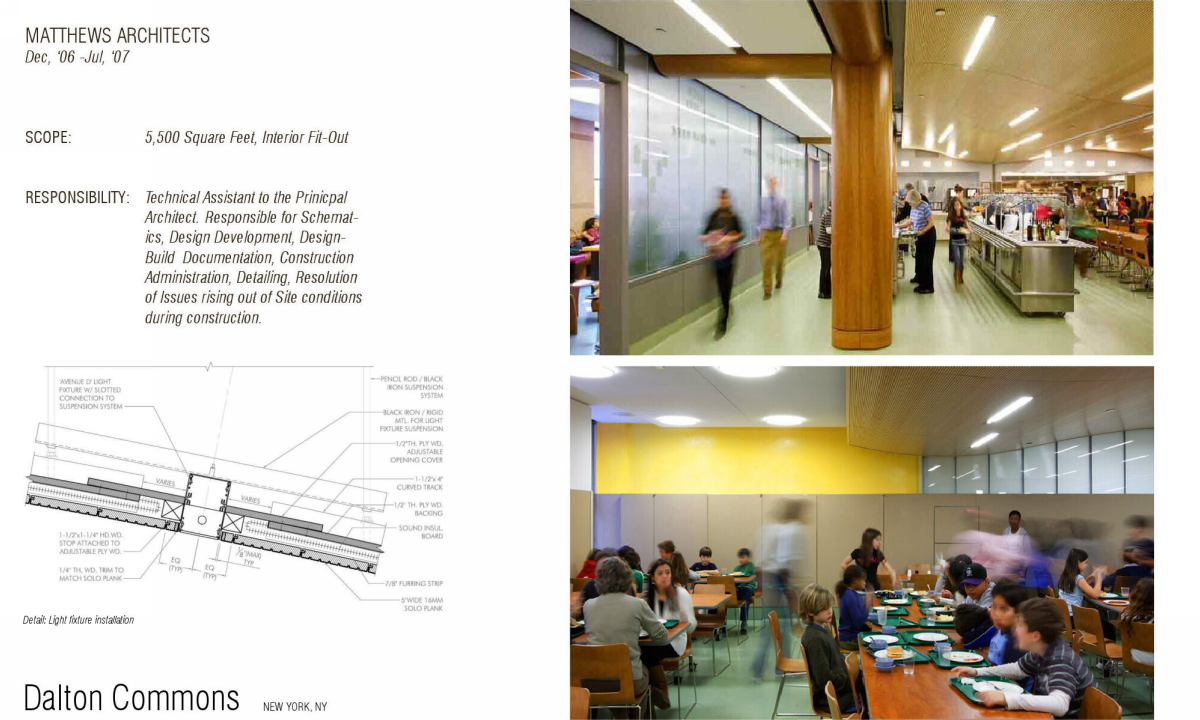 MATTHEWS ARCHITECTS
Dec, ‘06 -Jul, ‘07
SCOPE:
5,500 Square Feet, Interior Fit-Out
RESPONSIBILITY:
Technical Assistant to the Prinicpal
Architect. Responsible for Schemat-
ics, Design Development, Design-
Build Documentation, Construction
Administration, Detailing, Resolution
of Issues rising out of Site conditions
during construction.
'AVENUE D' LIGHT
FIXTURE W/ SLOTTED
CONNECTION TO
SUSPENSION SYSTEM
PENCIL ROD / BLACK
IRON SUSPENSION
SYSTEM
BLACK IRON / RIGID
MTL. FOR LIGHT
FIXTURE SUSPENSION
1/2"TH. PLY WD.
ADJUSTABLE
OPENING COVER
1-1/2"x 4"
CURVED TRACK
1/2" TH. PLY WD.
BACKING
SOUND INSUL.
BOARD
VARIES
VARIES
1-1/2"x1-1/4" HD.WD.
STOP ATTACHED TO
ADJUSTABLE PLY WD.
1/4" TH. WD. TRIM TO
MATCH SOLO PLANK
EQ
(TYP.)
EQ
(TYP.)
(MAX)
TYP.
7/8" FURRING STRIP
5"WIDE 16MM
SOLO PLANK
Detail: Light fixture installation
Dalton Commons
NEW YORK, NY